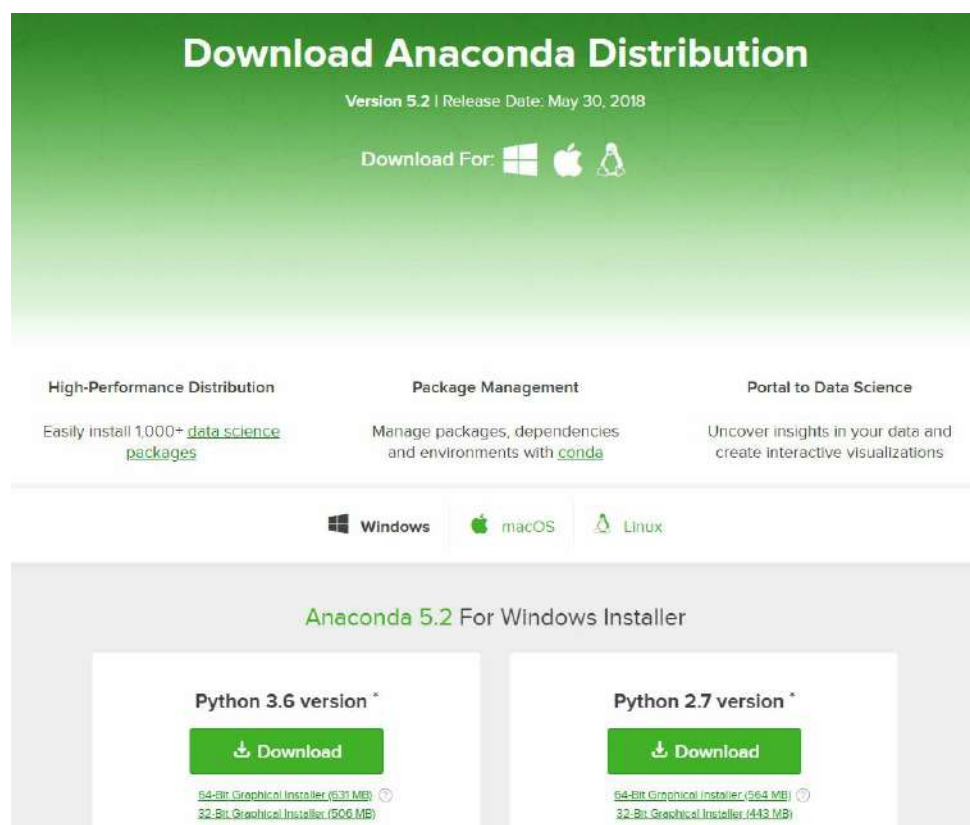 Download Anaconda Distribution
Version 5.2 | Release Date: May 30, 2018
Download For:
High-Performance Distribution
Easily install 1,000+ data science
packages
Package Management
Manage packages, dependencies
and environments with conda
Portal to Data Science
Uncover insights in your data and
create interactive visualizations
Windows
macOS
Linux
Anaconda 5.2 For Windows Installer
Python 3.6 version *
Download
64-Bit Graphical Installer (631 MB) ?
32-Bit Graphical Installer (506 MB)
Python 2.7 version *
Download
64-Bit Graphical Installer (564 MB) ?
32-Bit Graphical Installer (443 MB)